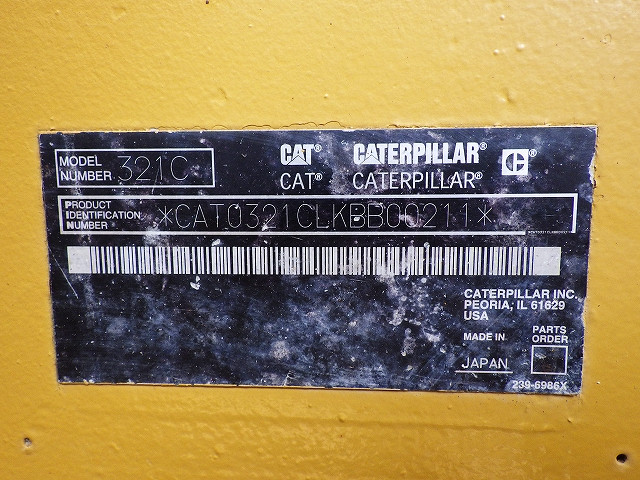 MODEL NUMBER 321C
CAT® CATERPILLAR® C®
CAT® CATERPILLAR®
PRODUCT IDENTIFICATION NUMBER *CAT0321CLKBB00211*
CATERPILLAR INC.
PEORIA, IL 61629
USA
MADE IN PARTS ORDER
JAPAN
239-6986X